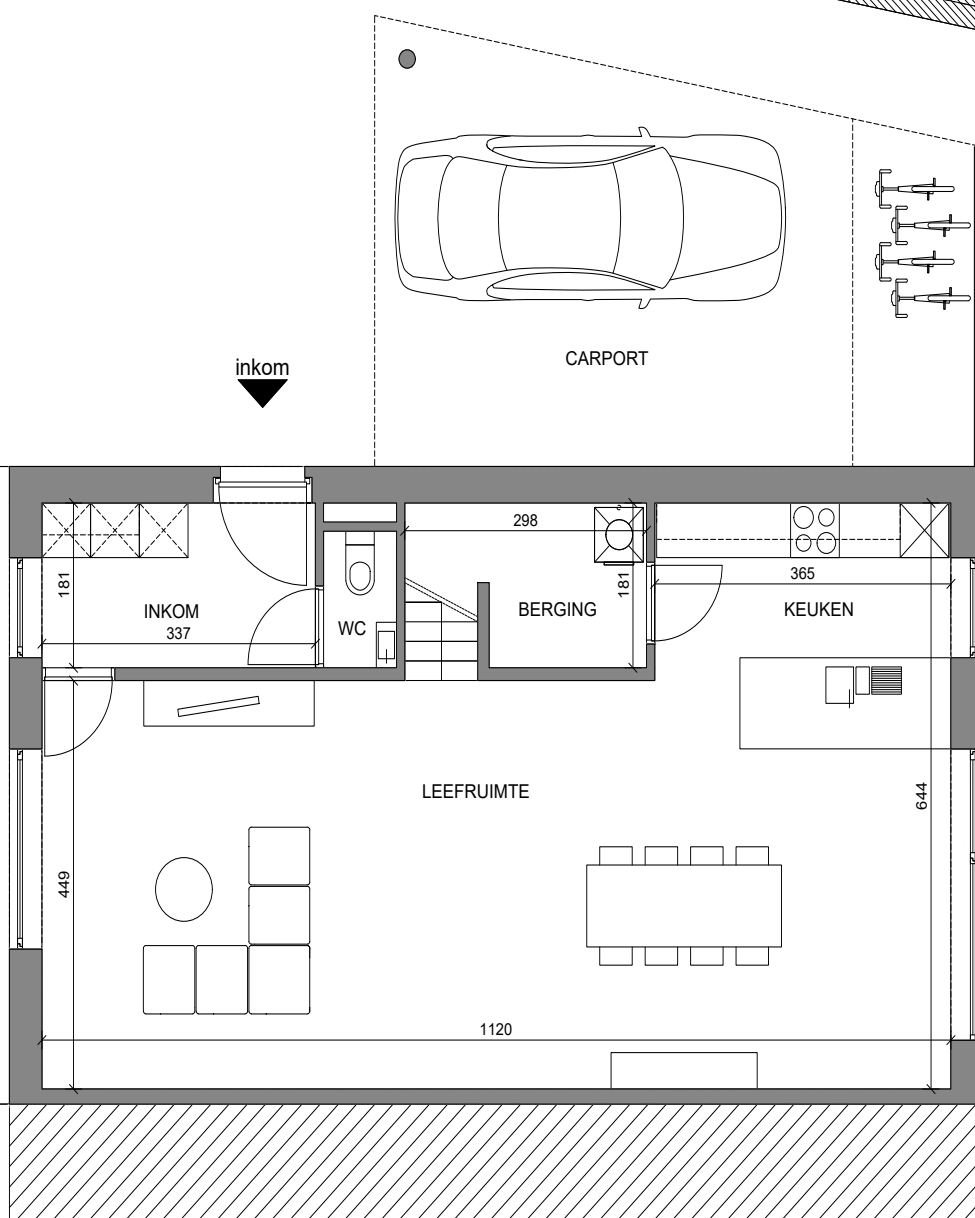 CARPORT
inkom
298
181
INKOM
337
WC
BERGING
181
365
KEUKEN
LEEFRUIMTE
644
449
1120